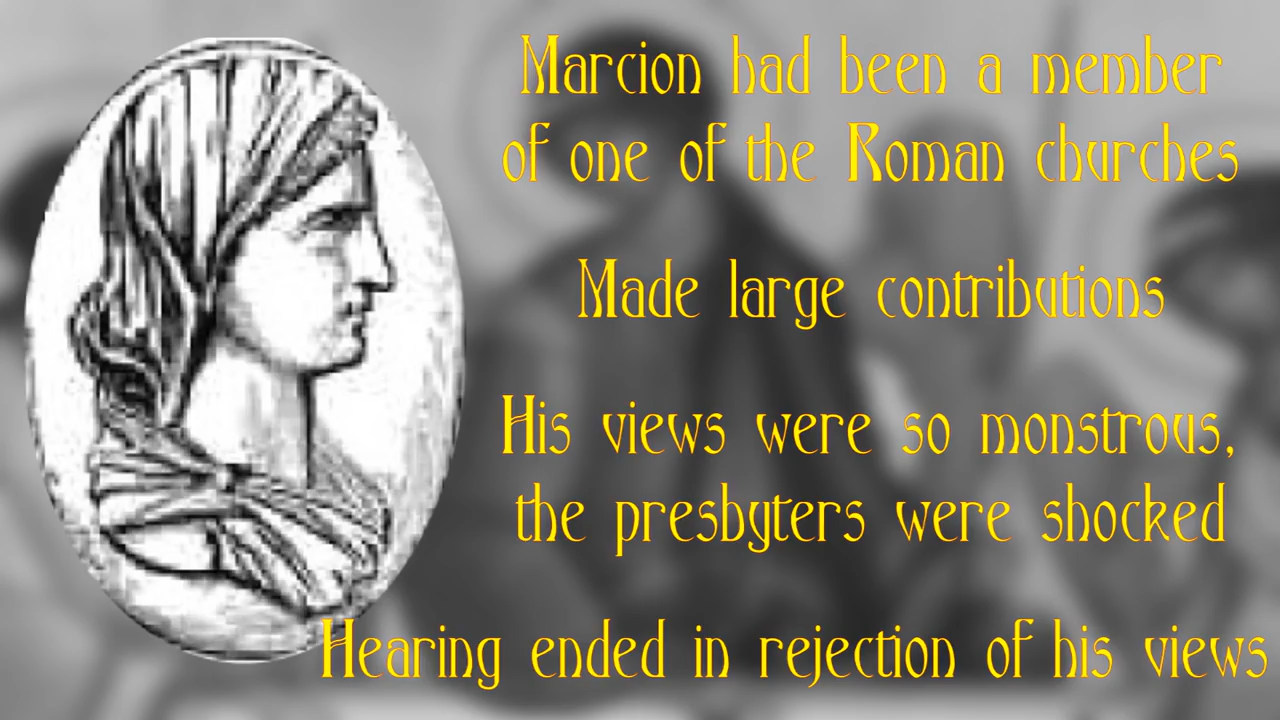 Marcion had been a member
of one of the Roman churches
Made large contributions
His views were so monstrous,
the presbyters were shocked
Hearing ended in rejection of his views